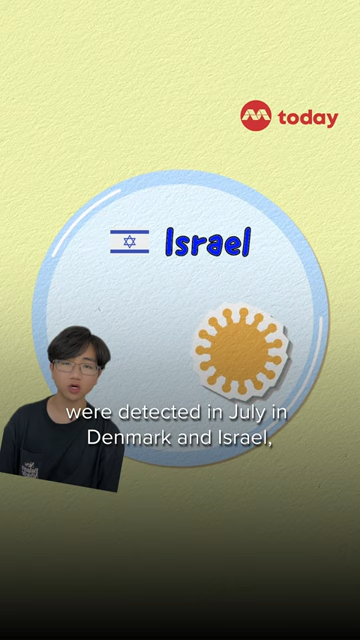 today
Israel
were detected in July in
Denmark and Israel,